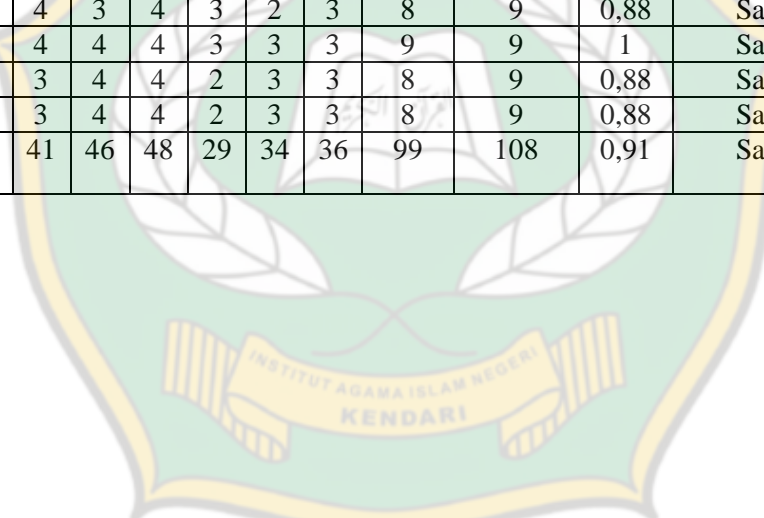 4 3 4 3 2 3 8 9 0,88 Sa
4 4 4 3 3 3 9 9 1 Sa
3 4 4 2 3 3 8 9 0,88 Sa
3 4 4 2 3 3 8 9 0,88 Sa
41 46 48 29 34 36 99 108 0,91 Sa
INSTITUT AGAMA ISLAM NEGERI
KENDARI